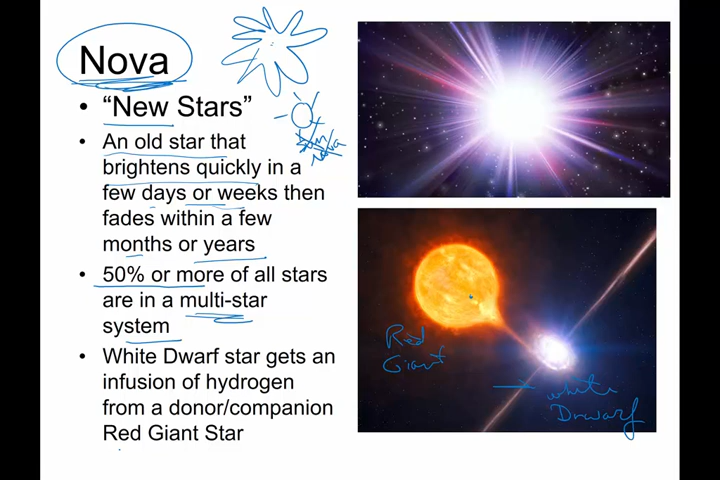 Nova
• “New Stars”
• An old star that
brightens quickly in a
few days or weeks then
fades within a few
months or years
• 50% or more of all stars
are in a multi-star
system
• White Dwarf star gets an
infusion of hydrogen
from a donor/companion
Red Giant Star
nova
Red
Giant
white
Drwarf